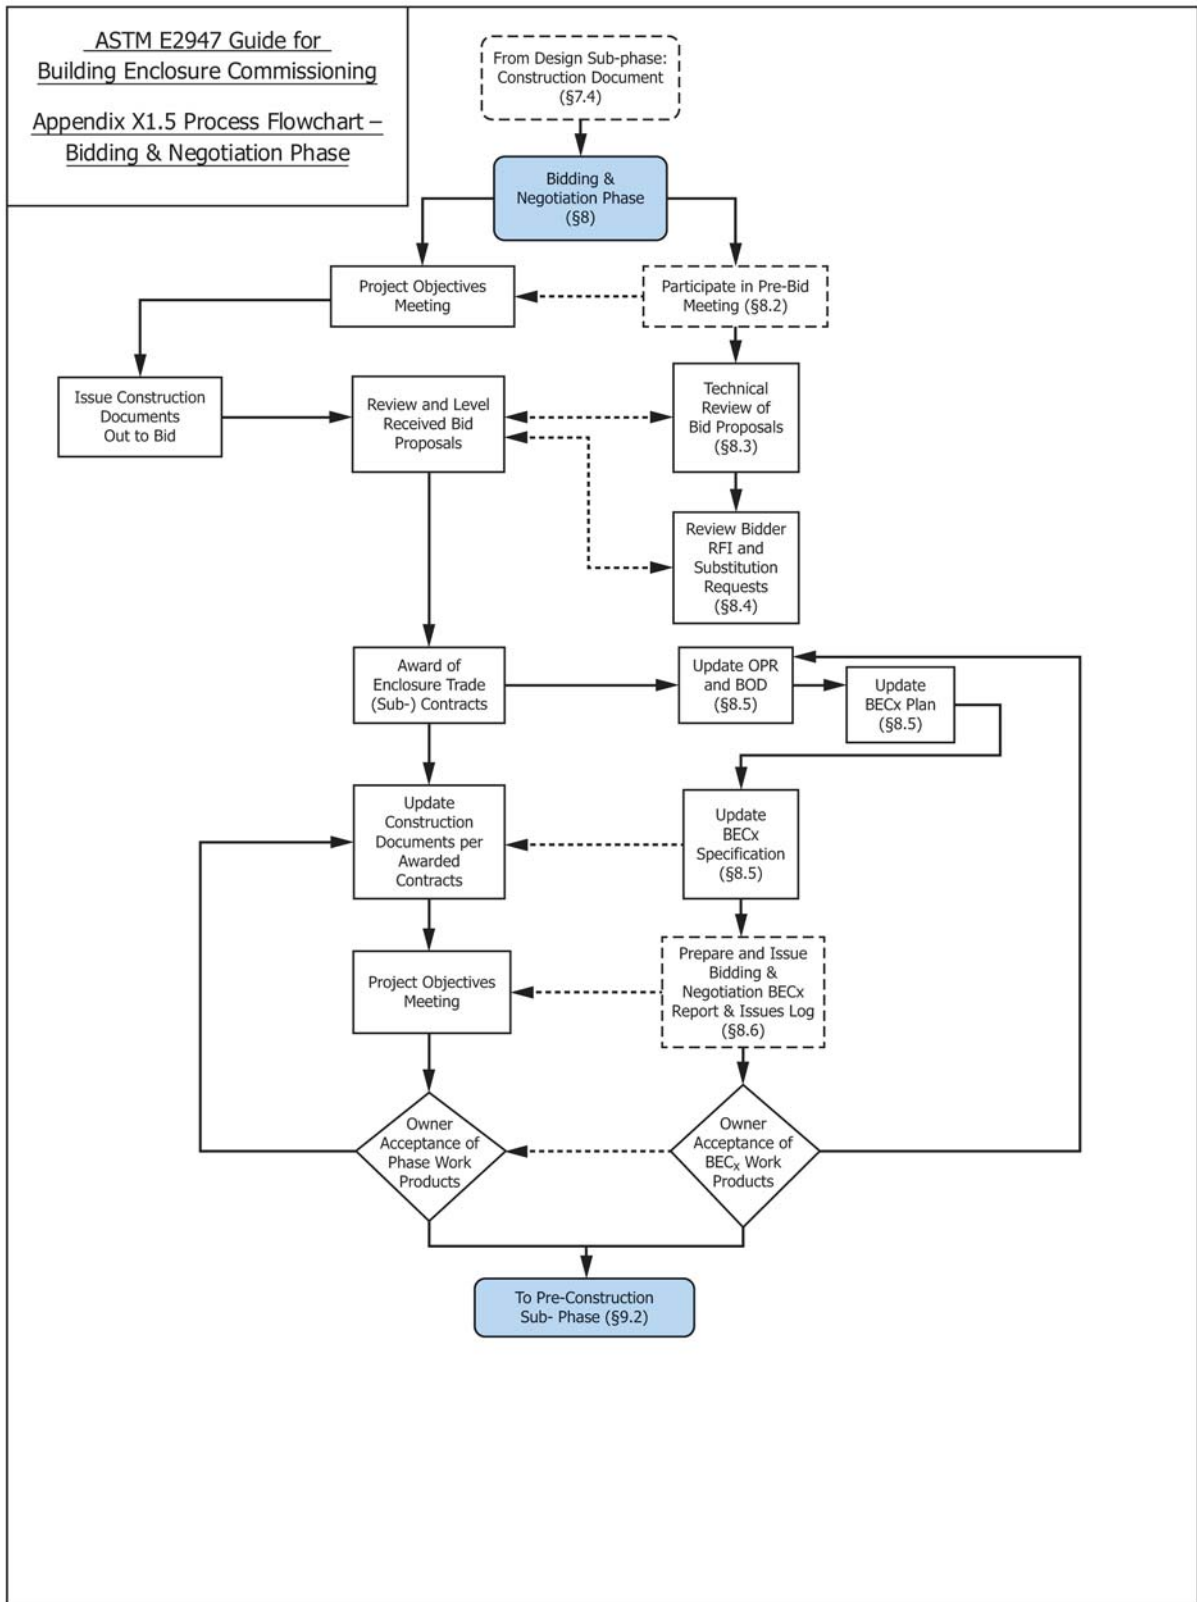 ASTM E2947 Guide for
Building Enclosure Commissioning
Appendix X1.5 Process Flowchart –
Bidding & Negotiation Phase
From Design Sub-phase:
Construction Document
(§7.4)
Bidding &
Negotiation Phase
(§8)
Project Objectives
Meeting
Participate in Pre-Bid
Meeting (§8.2)
Issue Construction
Documents
Out to Bid
Review and Level
Received Bid
Proposals
Technical
Review of
Bid Proposals
(§8.3)
Review Bidder
RFI and
Substitution
Requests
(§8.4)
Award of
Enclosure Trade
(Sub-) Contracts
Update OPR
and BOD
(§8.5)
Update
BECx Plan
(§8.5)
Update
Construction
Documents per
Awarded
Contracts
Update
BECx
Specification
(§8.5)
Project Objectives
Meeting
Prepare and Issue
Bidding &
Negotiation BECx
Report & Issues Log
(§8.6)
Owner
Acceptance of
Phase Work
Products
Owner
Acceptance of
BECₓ Work
Products
To Pre-Construction
Sub- Phase (§9.2)